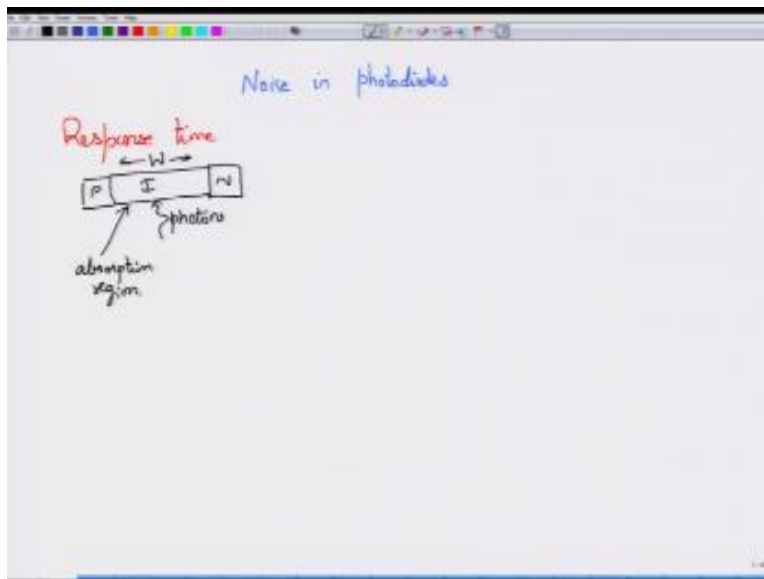 Noise in photodiodes
Response time
W
P I N
photons
absorption
region